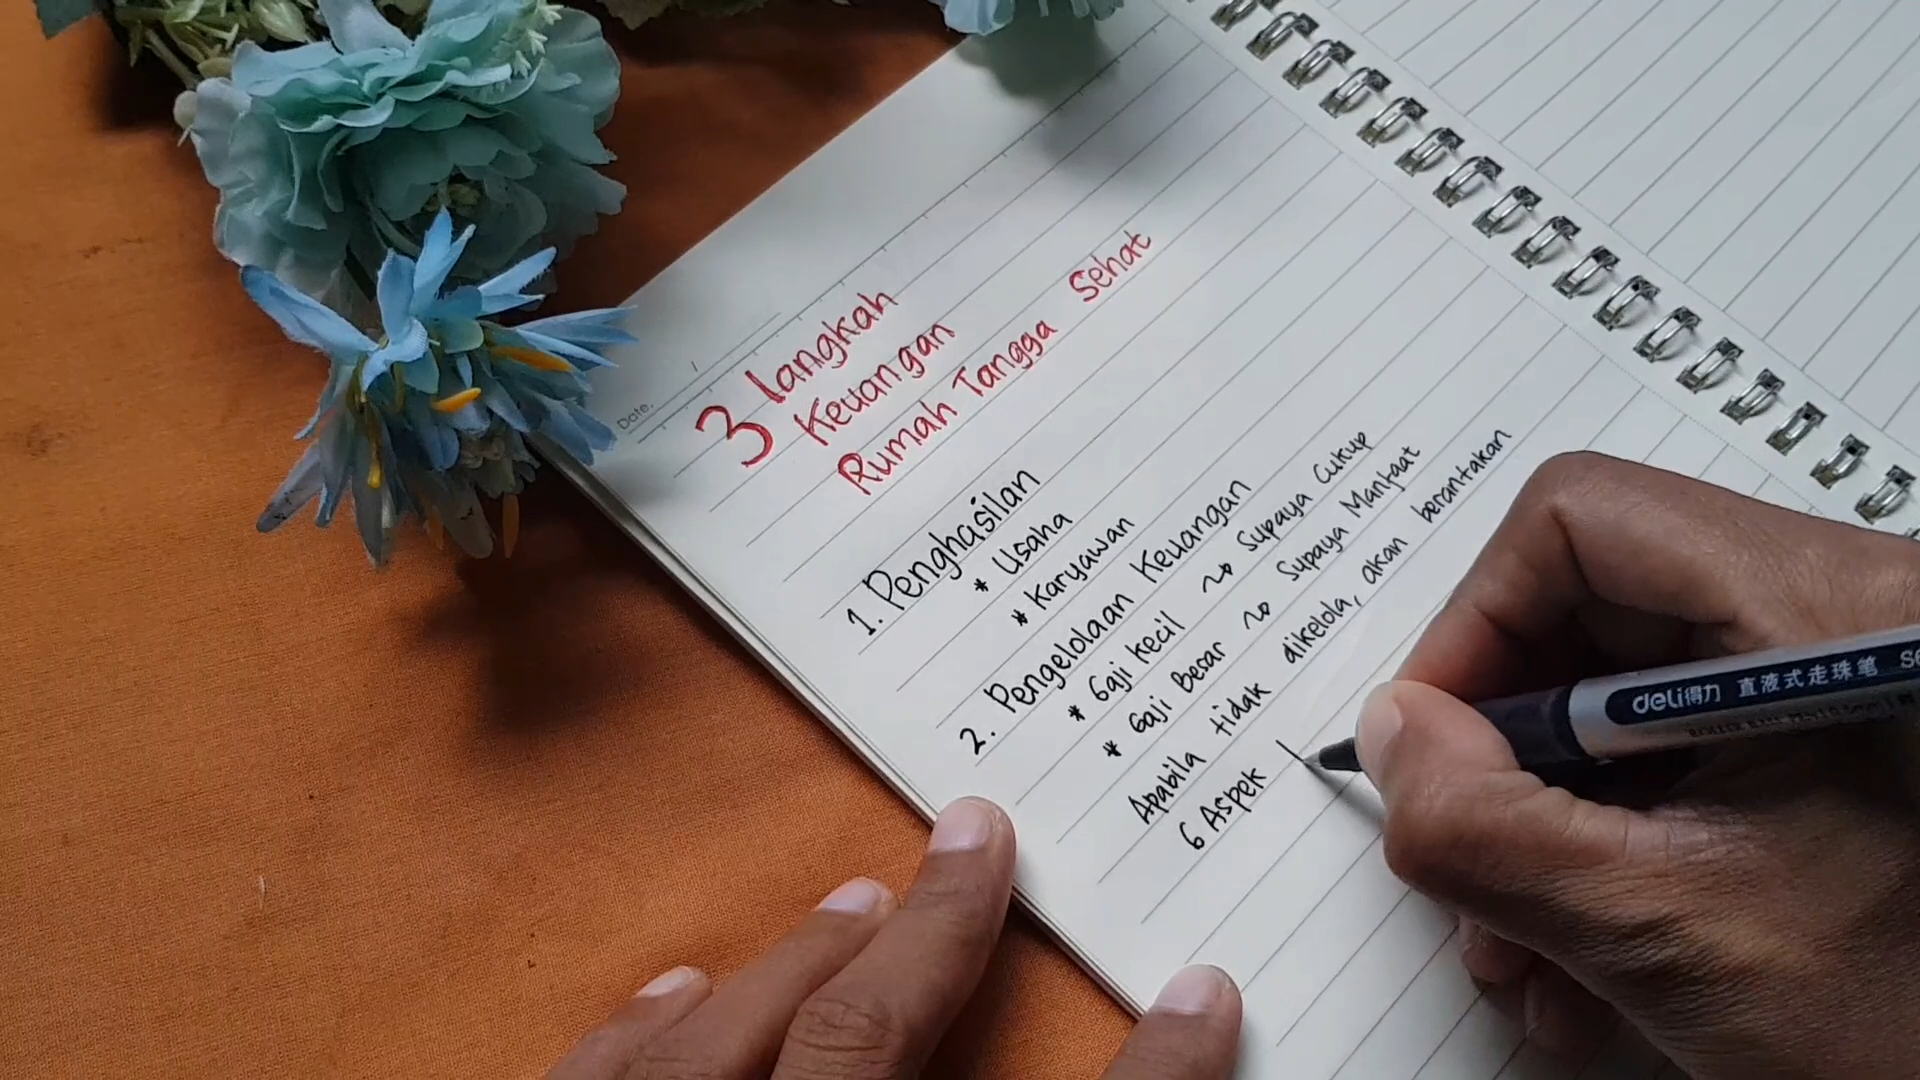 Date.
3 langkah
Keuangan
Rumah Tangga Sehat
1. Penghasilan
* Usaha
* Karyawan
2. Pengelolaan Keuangan
* Gaji Kecil ~> Supaya Cukup
* Gaji Besar ~> Supaya Manfaat
Apabila tidak dikelola, akan berantakan
6 Aspek
deli得力 直液式走珠笔